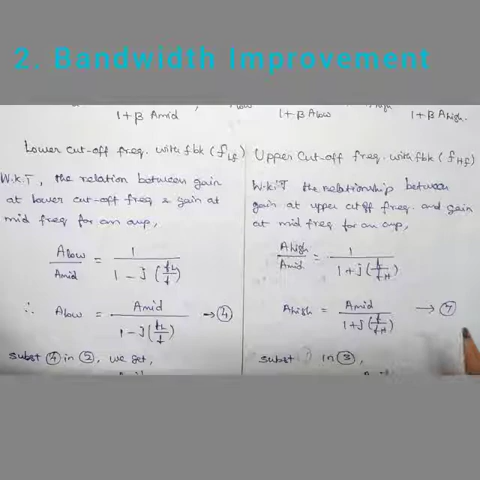 2. Bandwidth Improvement
1+β Amid , Alow 1+β Alow 1+β Ahigh.
Lower cut-off freq. with fbk (fLf)
W.K.T, the relation between gain
at lower cut-off freq & gain at
mid freq for an amp,
Alow / Amid = 1 / 1 - j (fL/f)
∴ Alow = Amid / 1 - j (fL/f) → ④
subst ④ in ②, we get,
Upper cut-off freq. with fbk (fHf)
W.K.T the relationship between
gain at upper cutoff freq. and gain
at mid freq for an amp,
Ahigh / Amid = 1 / 1 + j (f/fH)
Ahigh = Amid / 1 + j (f/fH) → ⑦
subst in ③,